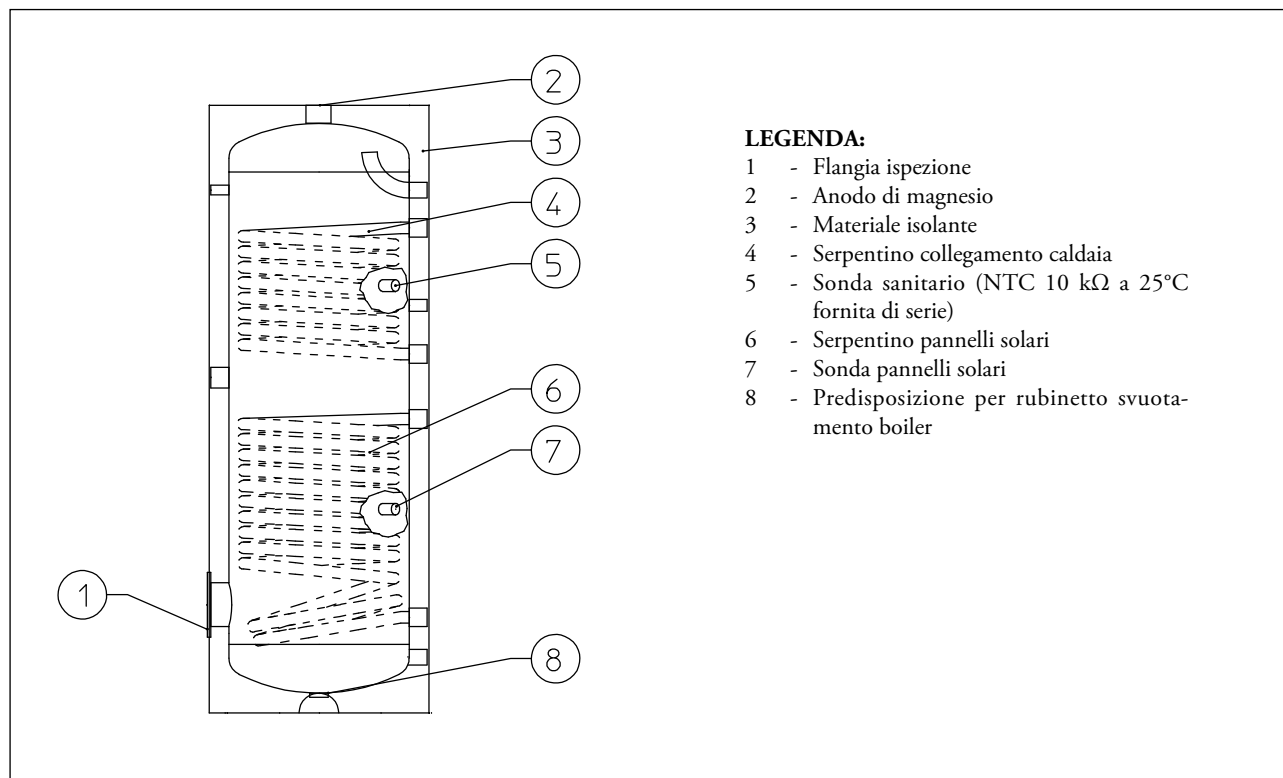 2
3
4
5
6
7
1
8
LEGENDA:
1 - Flangia ispezione
2 - Anodo di magnesio
3 - Materiale isolante
4 - Serpentino collegamento caldaia
5 - Sonda sanitario (NTC 10 kΩ a 25°C
fornita di serie)
6 - Serpentino pannelli solari
7 - Sonda pannelli solari
8 - Predisposizione per rubinetto svuota-
mento boiler